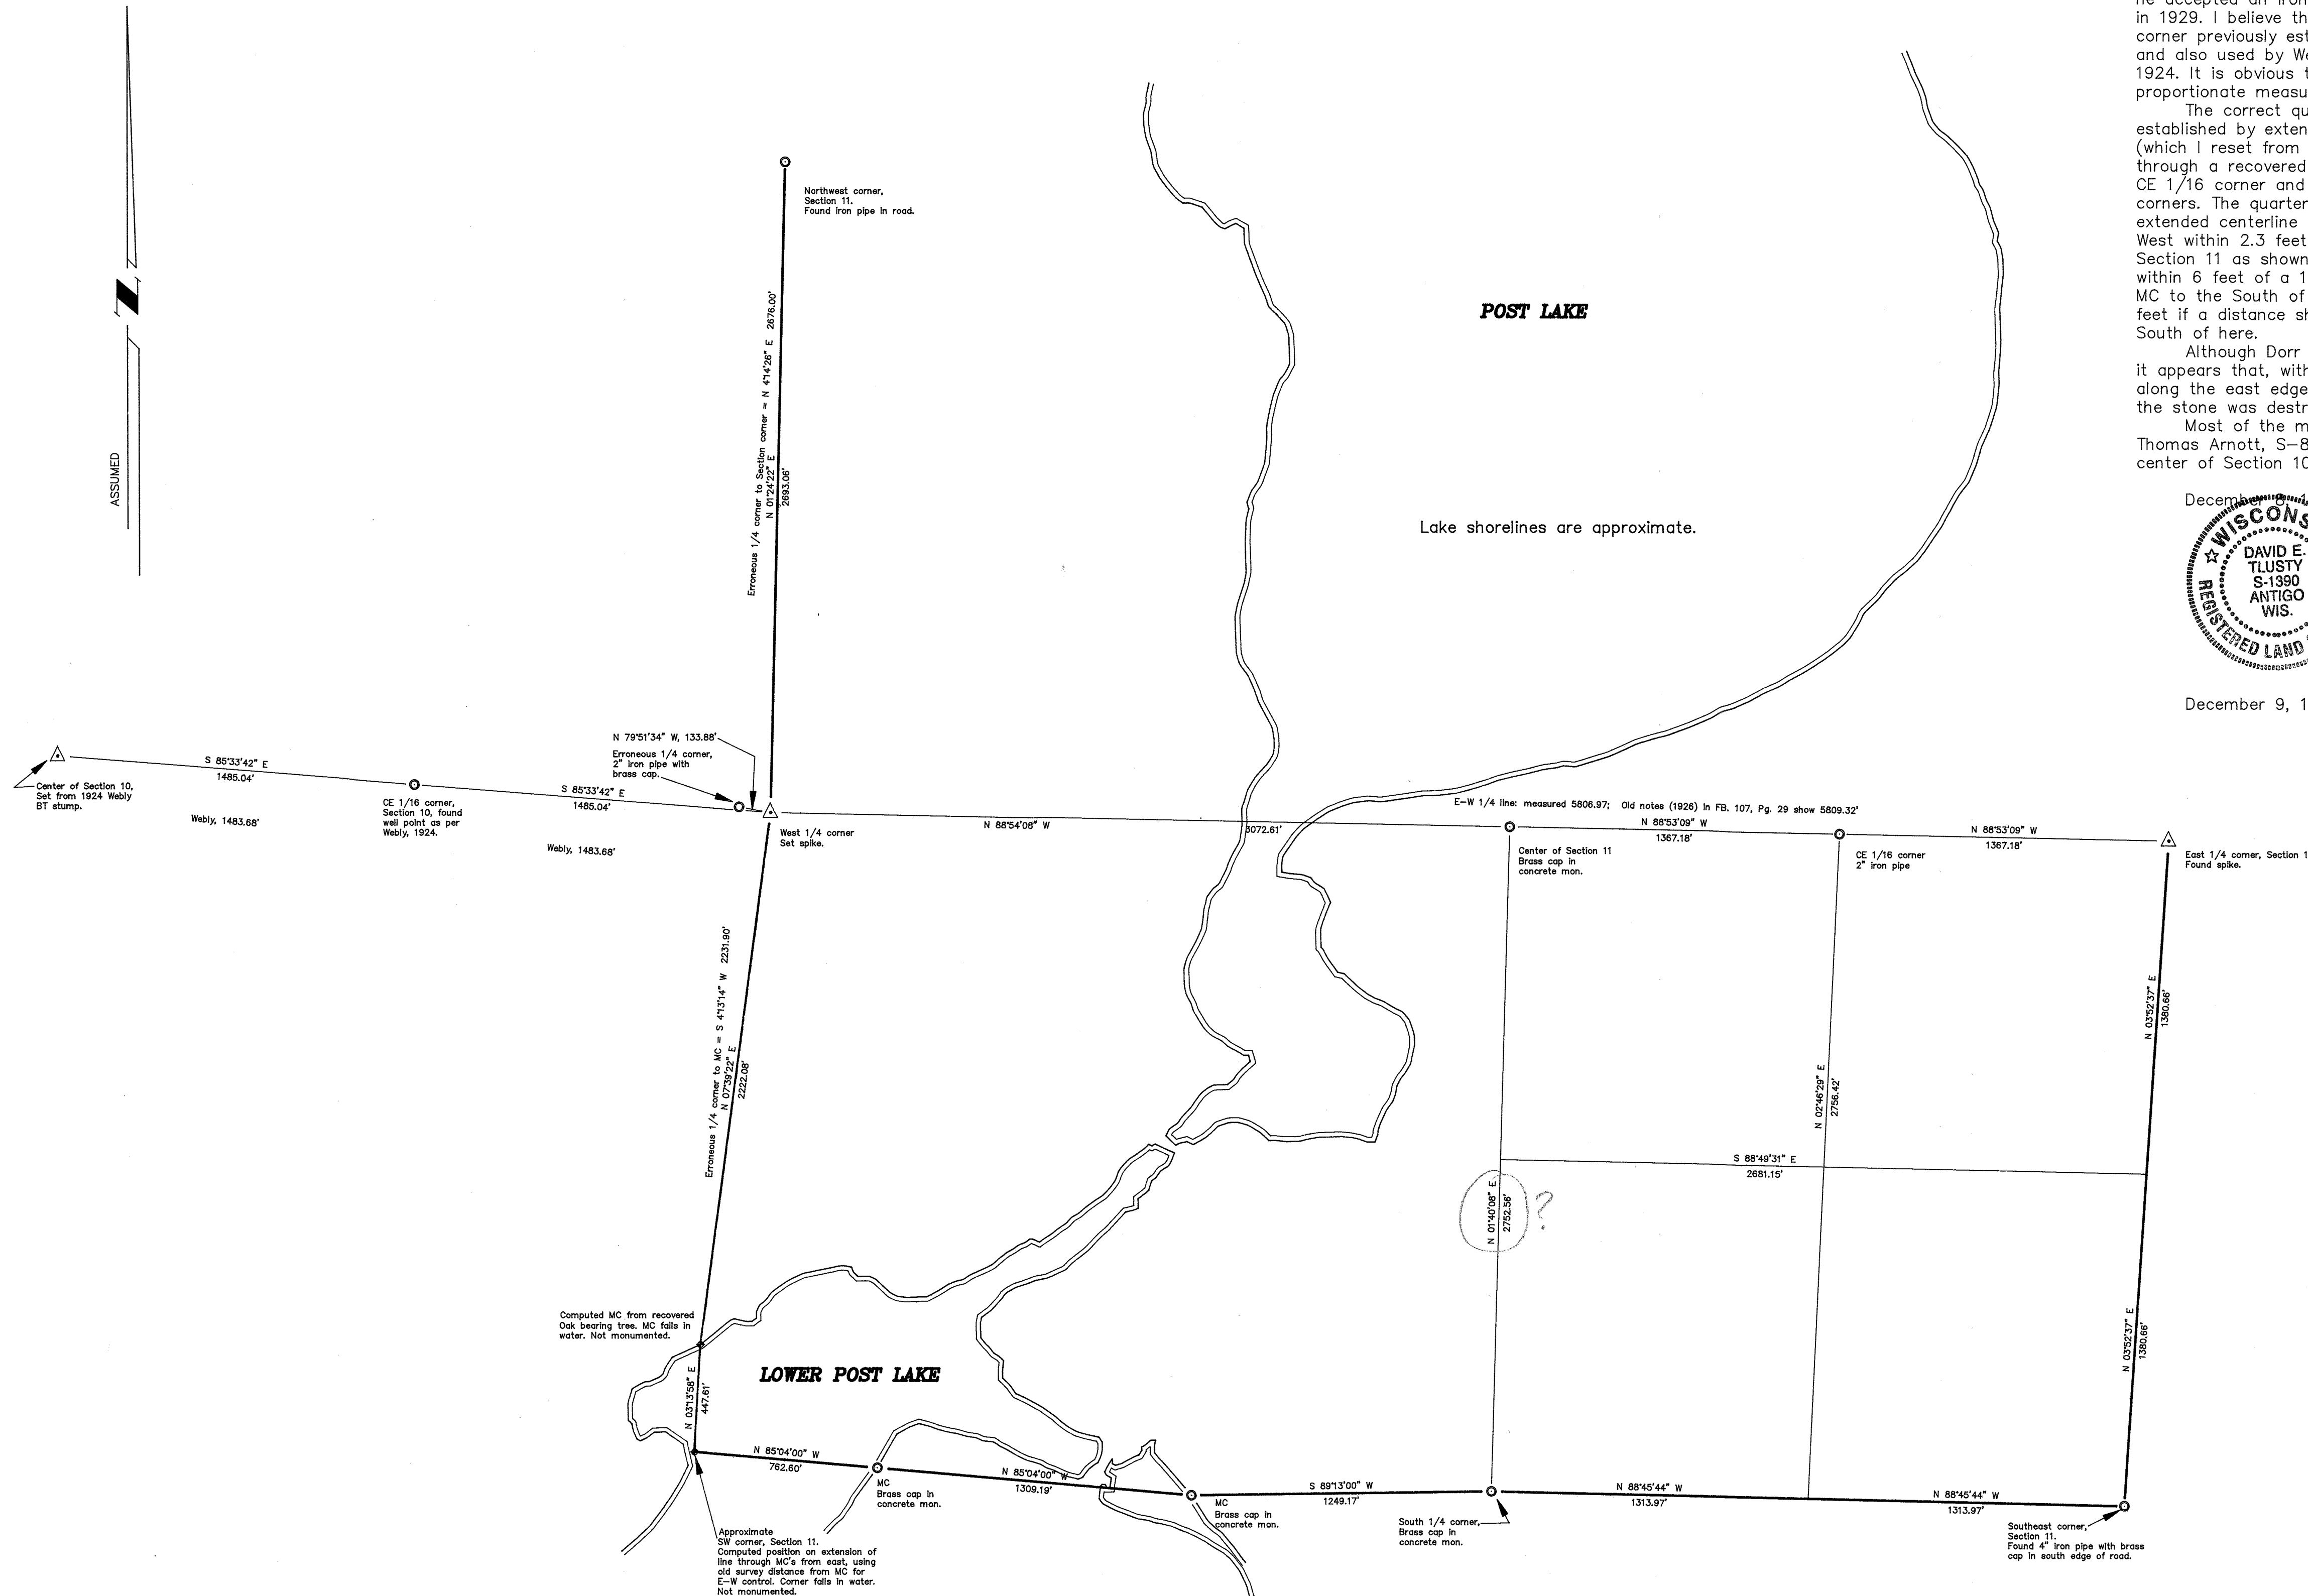 he accepted an iron
in 1929. I believe th
corner previously est
and also used by We
1924. It is obvious t
proportionate measu
The correct qu
established by exten
(which I reset from
through a recovered
CE 1/16 corner and
corners. The quarter
extended centerline
West within 2.3 feet
Section 11 as shown
within 6 feet of a 1
MC to the South of
feet if a distance sh
South of here.
Although Dorr
it appears that, with
along the east edge
the stone was destr
Most of the m
Thomas Arnott, S-8
center of Section 10
December 8, 1
WISCONS
DAVID E.
TLUSTY
S-1390
ANTIGO
WIS.
REGISTERED LAND
December 9, 1
ASSUMED
N
Northwest corner,
Section 11.
Found iron pipe in road.
POST LAKE
Lake shorelines are approximate.
Erroneous 1/4 corner to Section corner = N 4°14'26" E 2676.00'
N 01°24'22" E
2693.06'
N 79°51'34" W, 133.88'
Erroneous 1/4 corner,
2" iron pipe with
brass cap.
S 85°33'42" E
1485.04'
Center of Section 10,
Set from 1924 Webly
BT stump.
Webly, 1483.68'
CE 1/16 corner,
Section 10, found
well point as per
Webly, 1924.
S 85°33'42" E
1485.04'
Webly, 1483.68'
West 1/4 corner
Set spike.
N 88°54'08" W
3072.61'
E-W 1/4 line: measured 5806.97; Old notes (1926) in FB. 107, Pg. 29 show 5809.32'
Center of Section 11
Brass cap in
concrete mon.
N 88°53'09" W
1367.18'
CE 1/16 corner
2" iron pipe
N 88°53'09" W
1367.18'
East 1/4 corner, Section 1
Found spike.
Erroneous 1/4 corner to MC = S 4°13'14" W 2231.90'
N 07°39'22" E
2222.08'
N 03°52'37" E
1380.66'
N 02°46'29" E
2756.42'
S 88°49'31" E
2681.15'
N 01°40'08" E
2752.56'
?
N 03°52'37" E
1380.66'
Computed MC from recovered
Oak bearing tree. MC falls in
water. Not monumented.
LOWER POST LAKE
N 03°13'58" E
447.61'
N 85°04'00" W
762.60'
MC
Brass cap in
concrete mon.
N 85°04'00" W
1309.19'
MC
Brass cap in
concrete mon.
S 89°13'00" W
1249.17'
South 1/4 corner,
Brass cap in
concrete mon.
N 88°45'44" W
1313.97'
N 88°45'44" W
1313.97'
Southeast corner,
Section 11.
Found 4" iron pipe with brass
cap in south edge of road.
Approximate
SW corner, Section 11.
Computed position on extension of
line through MC's from east, using
old survey distance from MC for
E-W control. Corner falls in water.
Not monumented.